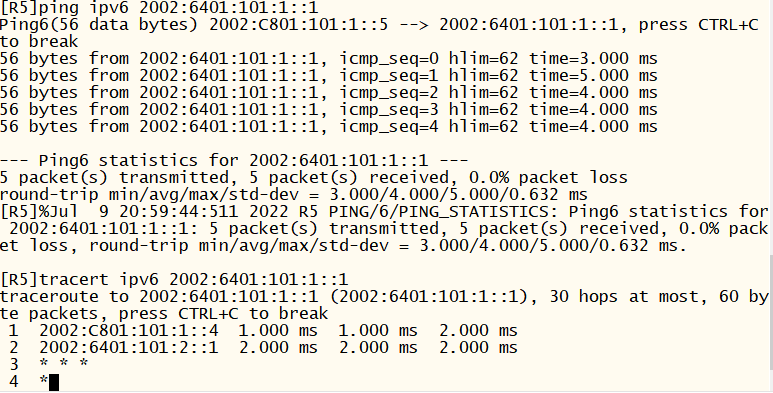 [R5]ping ipv6 2002:6401:101:1::1
Ping6(56 data bytes) 2002:C801:101:1::5 --> 2002:6401:101:1::1, press CTRL+C
to break
56 bytes from 2002:6401:101:1::1, icmp_seq=0 hlim=62 time=3.000 ms
56 bytes from 2002:6401:101:1::1, icmp_seq=1 hlim=62 time=5.000 ms
56 bytes from 2002:6401:101:1::1, icmp_seq=2 hlim=62 time=4.000 ms
56 bytes from 2002:6401:101:1::1, icmp_seq=3 hlim=62 time=4.000 ms
56 bytes from 2002:6401:101:1::1, icmp_seq=4 hlim=62 time=4.000 ms

--- Ping6 statistics for 2002:6401:101:1::1 ---
5 packet(s) transmitted, 5 packet(s) received, 0.0% packet loss
round-trip min/avg/max/std-dev = 3.000/4.000/5.000/0.632 ms
[R5]%Jul  9 20:59:44:511 2022 R5 PING/6/PING_STATISTICS: Ping6 statistics for
 2002:6401:101:1::1: 5 packet(s) transmitted, 5 packet(s) received, 0.0% pack
et loss, round-trip min/avg/max/std-dev = 3.000/4.000/5.000/0.632 ms.

[R5]tracert ipv6 2002:6401:101:1::1
traceroute to 2002:6401:101:1::1 (2002:6401:101:1::1), 30 hops at most, 60 by
te packets, press CTRL+C to break
 1  2002:C801:101:1::4  1.000 ms  1.000 ms  2.000 ms
 2  2002:6401:101:2::1  2.000 ms  2.000 ms  2.000 ms
 3  * * *
 4  *